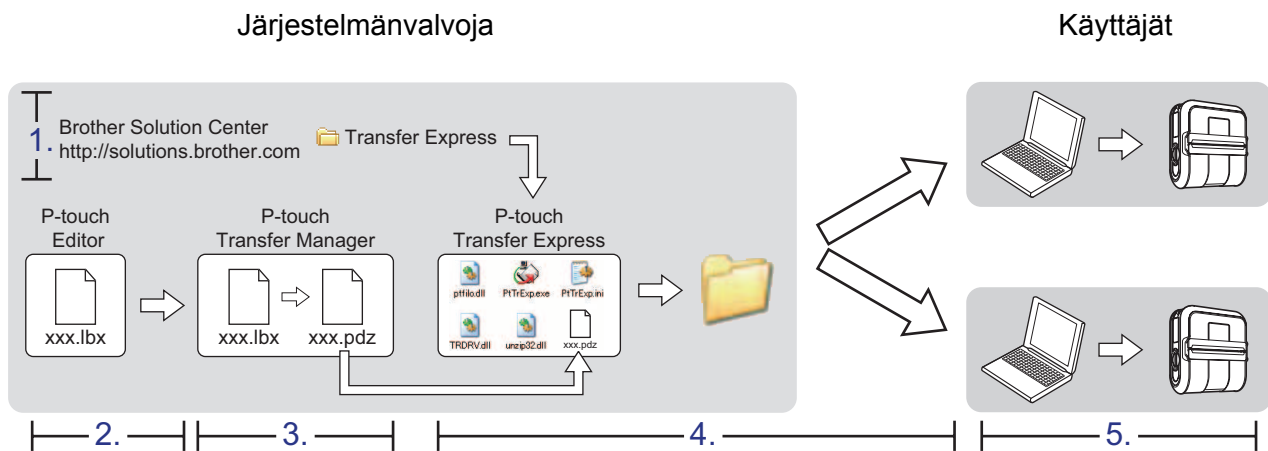 Järjestelmänvalvoja
Käyttäjät
1.
Brother Solution Center
http://solutions.brother.com
Transfer Express
P-touch
Editor
xxx.lbx
P-touch
Transfer Manager
xxx.lbx
xxx.pdz
P-touch
Transfer Express
ptfilo.dll
PtTrExp.exe
PtTrExp.ini
TRDRV.dll
unzip32.dll
xxx.pdz
2.
3.
4.
5.